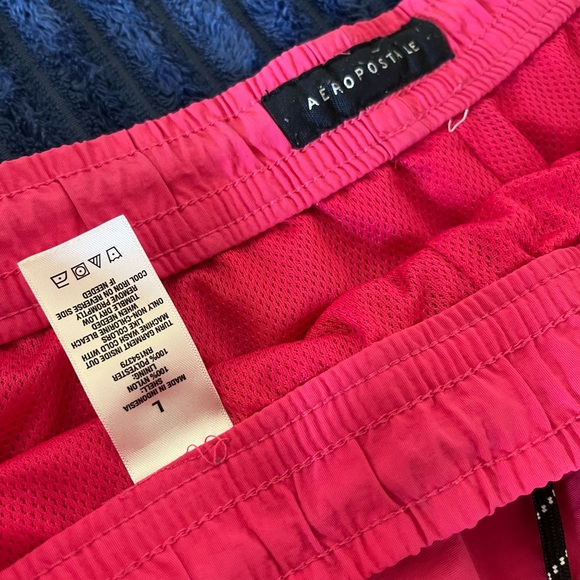 AÉROPOSTALE
L
MADE IN INDONESIA
SHELL:
100% NYLON
LINING:
100% POLYESTER
RN154379
TURN GARMENT INSIDE OUT
MACHINE WASH COLD WITH
LIKE COLORS
ONLY NON-CHLORINE BLEACH
WHEN NEEDED
TUMBLE DRY LOW
REMOVE PROMPTLY
COOL IRON ON REVERSE SIDE
IF NEEDED